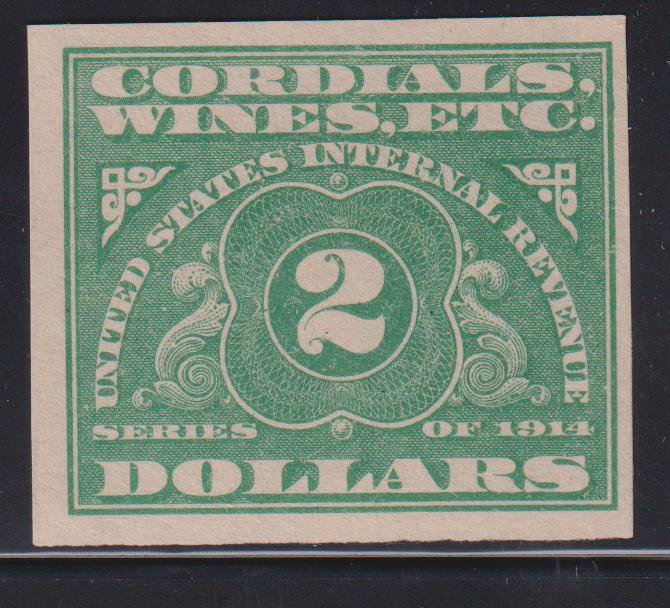 CORDIALS,
WINES, ETC.
UNITED STATES INTERNAL REVENUE
2
SERIES OF 1914
DOLLARS